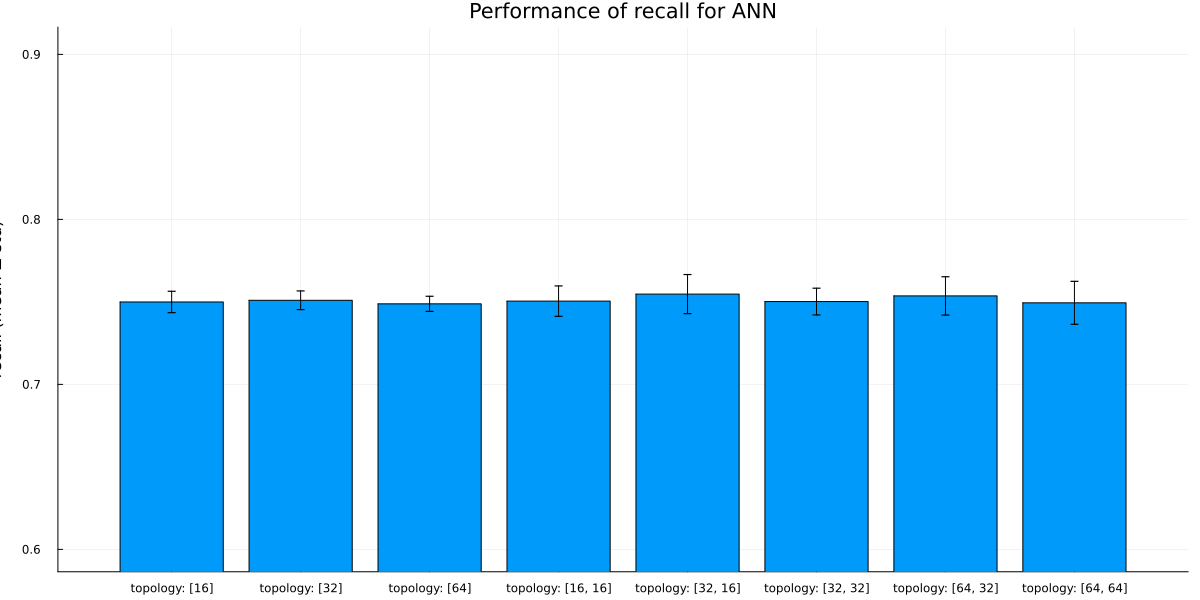 Performance of recall for ANN
0.9
0.8
0.7
0.6
topology: [16]
topology: [32]
topology: [64]
topology: [16, 16]
topology: [32, 16]
topology: [32, 32]
topology: [64, 32]
topology: [64, 64]